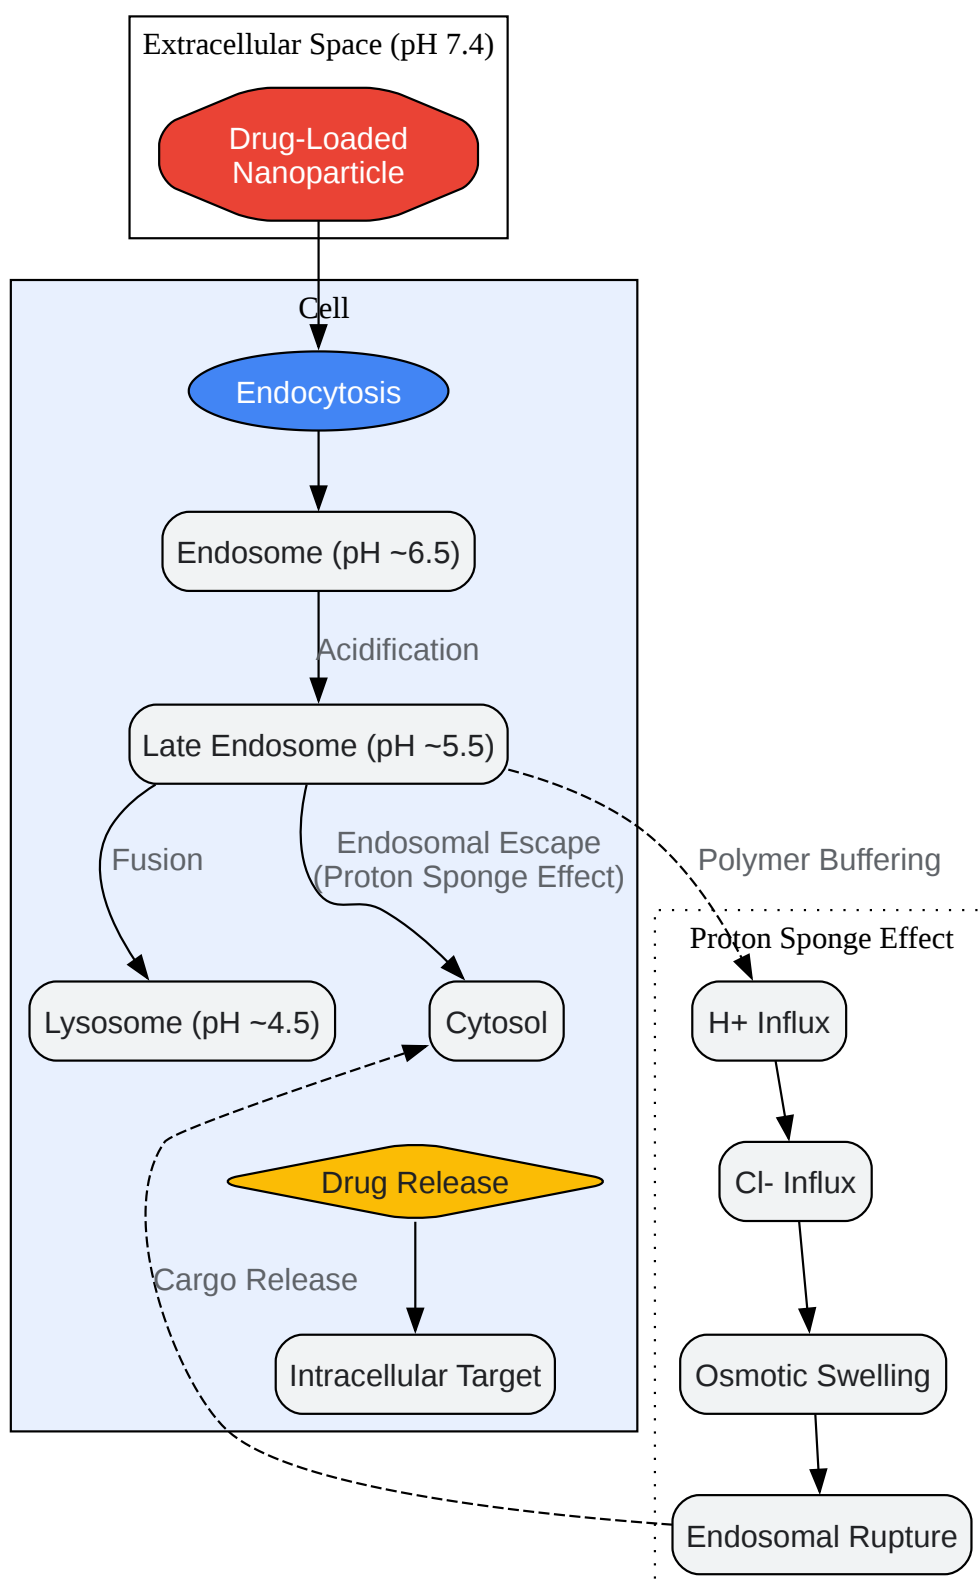 Extracellular Space (pH 7.4)
Drug-Loaded
Nanoparticle
Cell
Endocytosis
Endosome (pH ~6.5)
Acidification
Late Endosome (pH ~5.5)
Fusion
Endosomal Escape
(Proton Sponge Effect)
Polymer Buffering
Proton Sponge Effect
Lysosome (pH ~4.5)
Cytosol
H+ Influx
Drug Release
Cl- Influx
Cargo Release
Intracellular Target
Osmotic Swelling
Endosomal Rupture